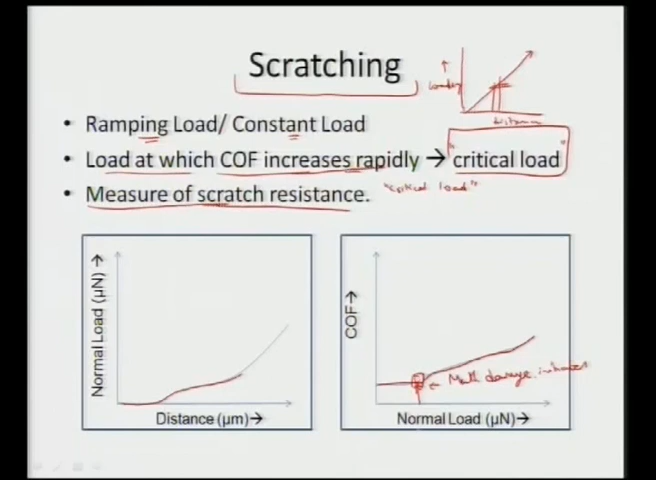 Scratching
loading
distance
• Ramping Load/ Constant Load
• Load at which COF increases rapidly → "critical load"
• Measure of scratch resistance. "critical load"
Normal Load (μN)→
Distance (μm)→
COF→
← Matl damage
Normal Load (μN)→